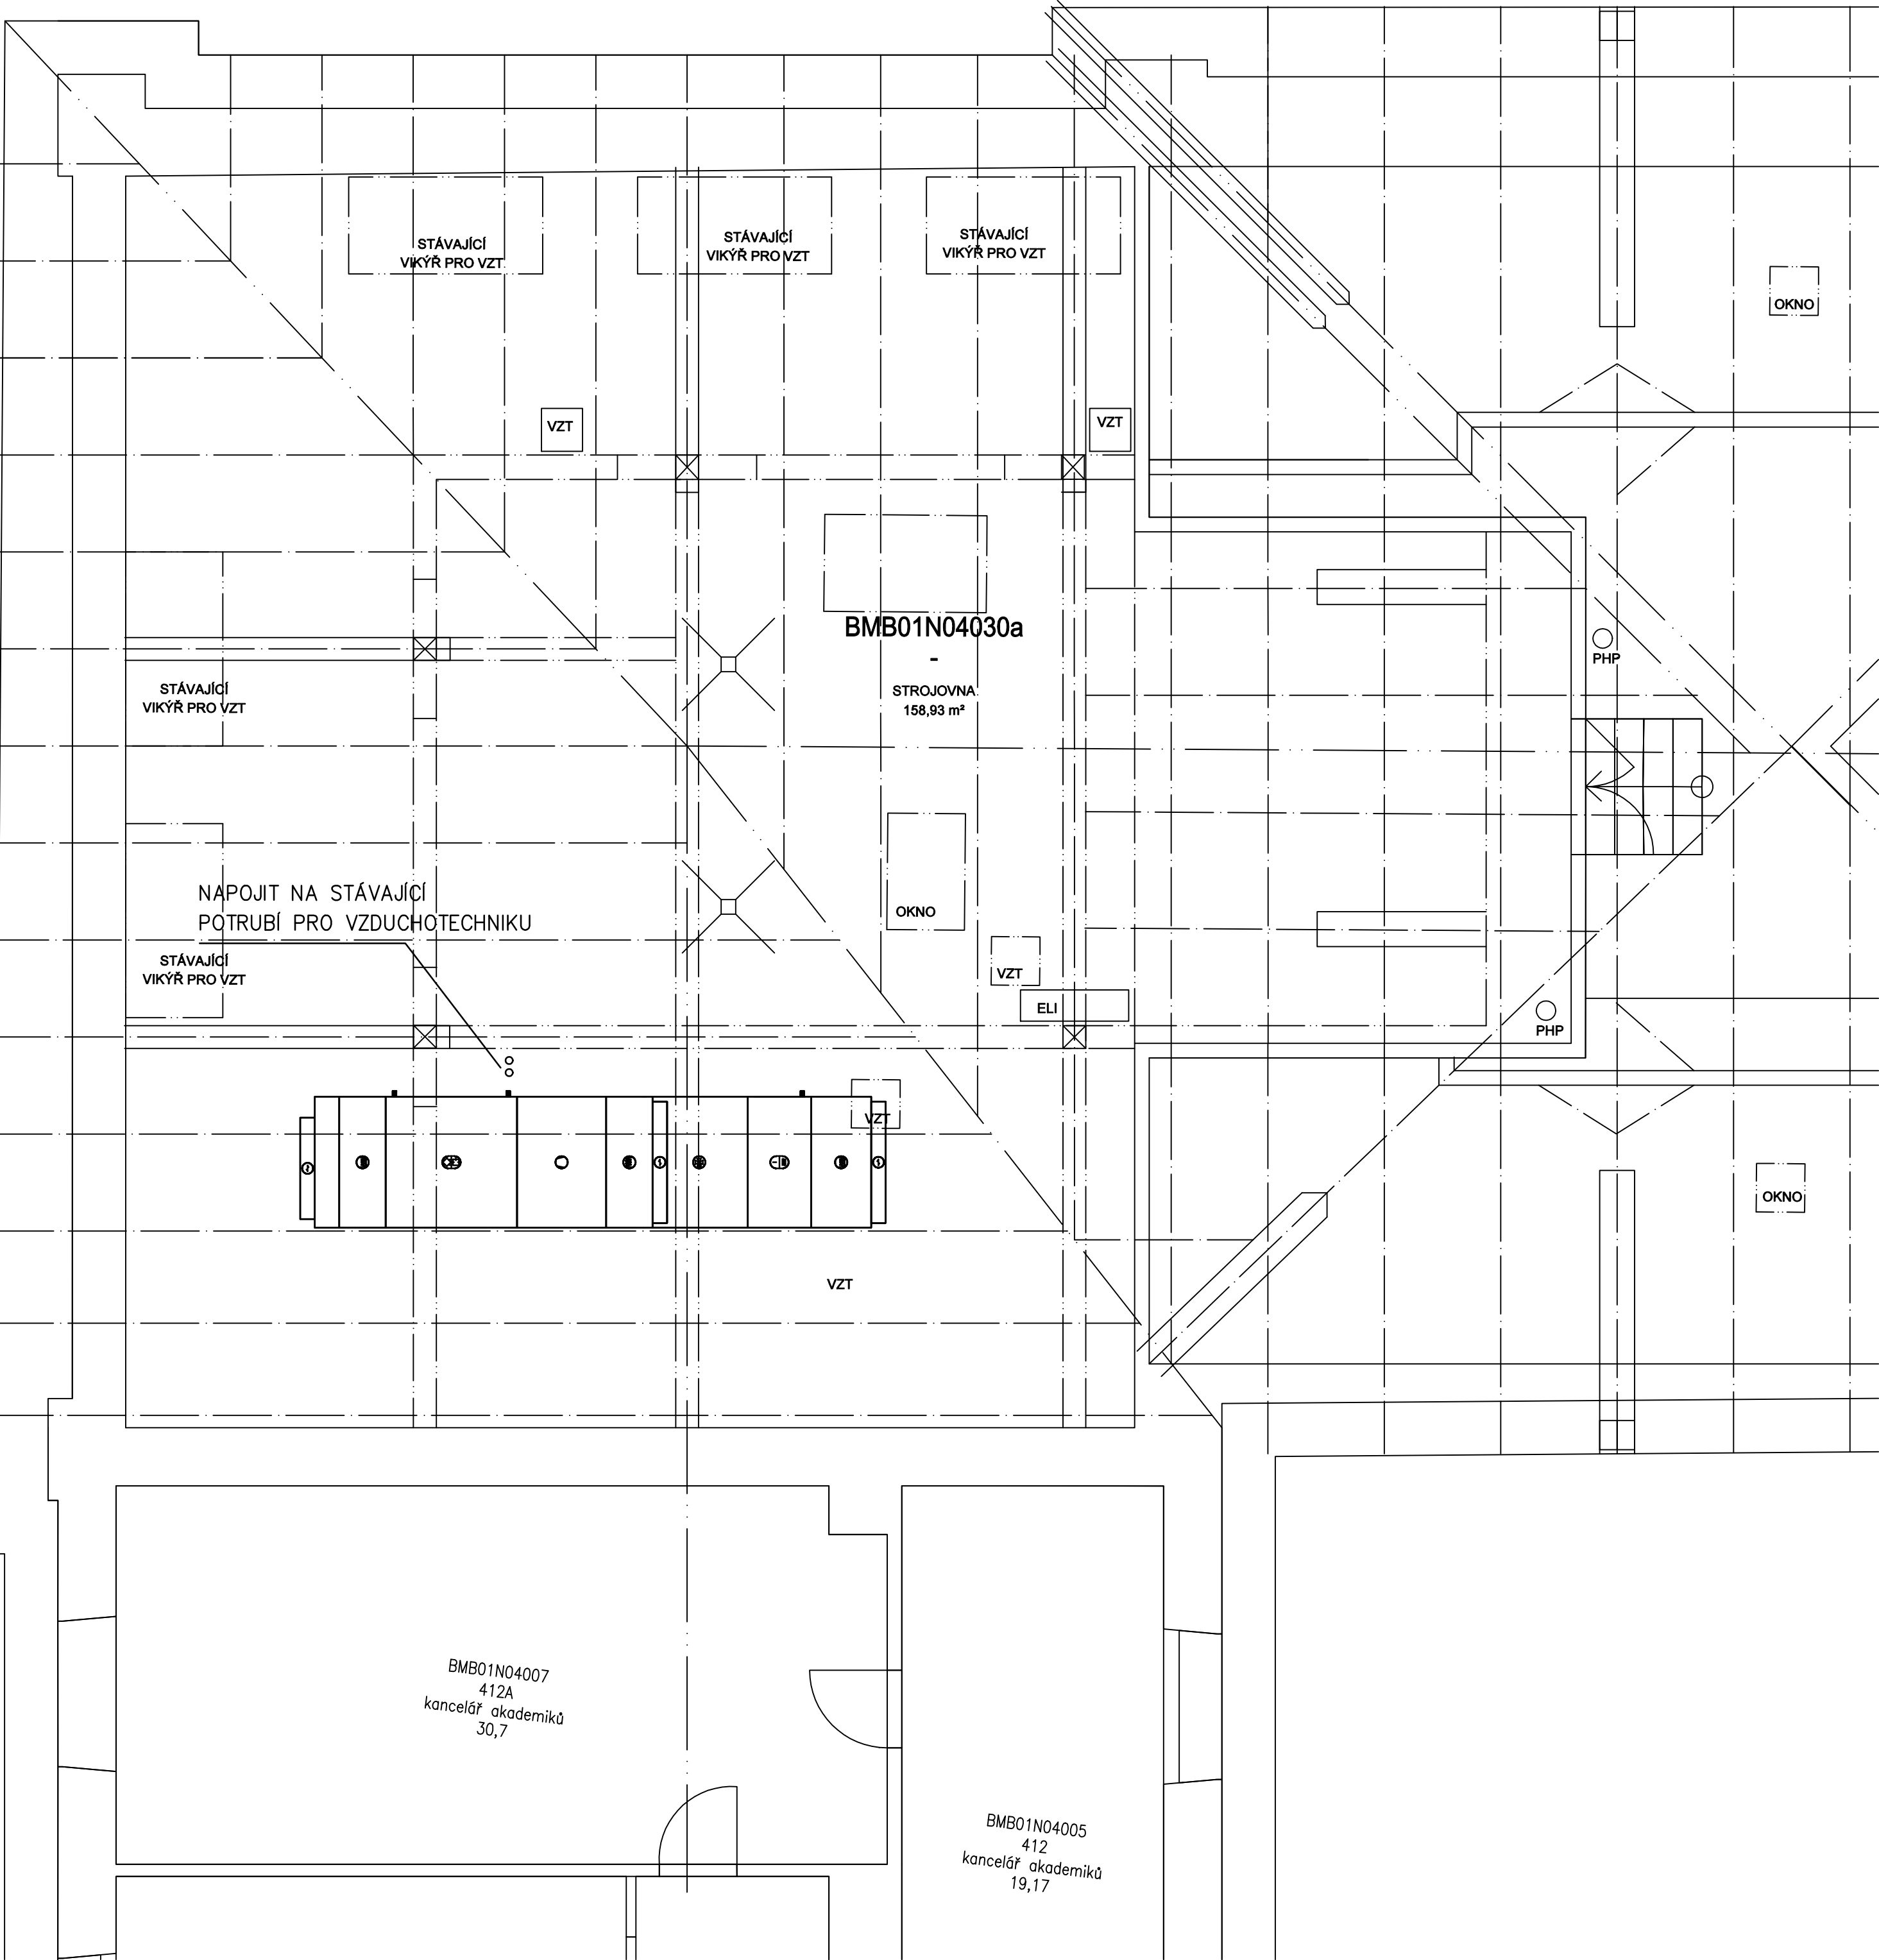 STÁVAJÍCÍ
VIKÝŘ PRO VZT
STÁVAJÍCÍ
VIKÝŘ PRO VZT
STÁVAJÍCÍ
VIKÝŘ PRO VZT
OKNO
VZT
VZT
BMB01N04030a
-
STROJOVNA
158,93 m²
PHP
STÁVAJÍCÍ
VIKÝŘ PRO VZT
NAPOJIT NA STÁVAJÍCÍ
POTRUBÍ PRO VZDUCHOTECHNIKU
OKNO
STÁVAJÍCÍ
VIKÝŘ PRO VZT
VZT
ELI
PHP
VZT
OKNO
VZT
BMB01N04007
412A
kancelář akademiků
30,7
BMB01N04005
412
kancelář akademiků
19,17